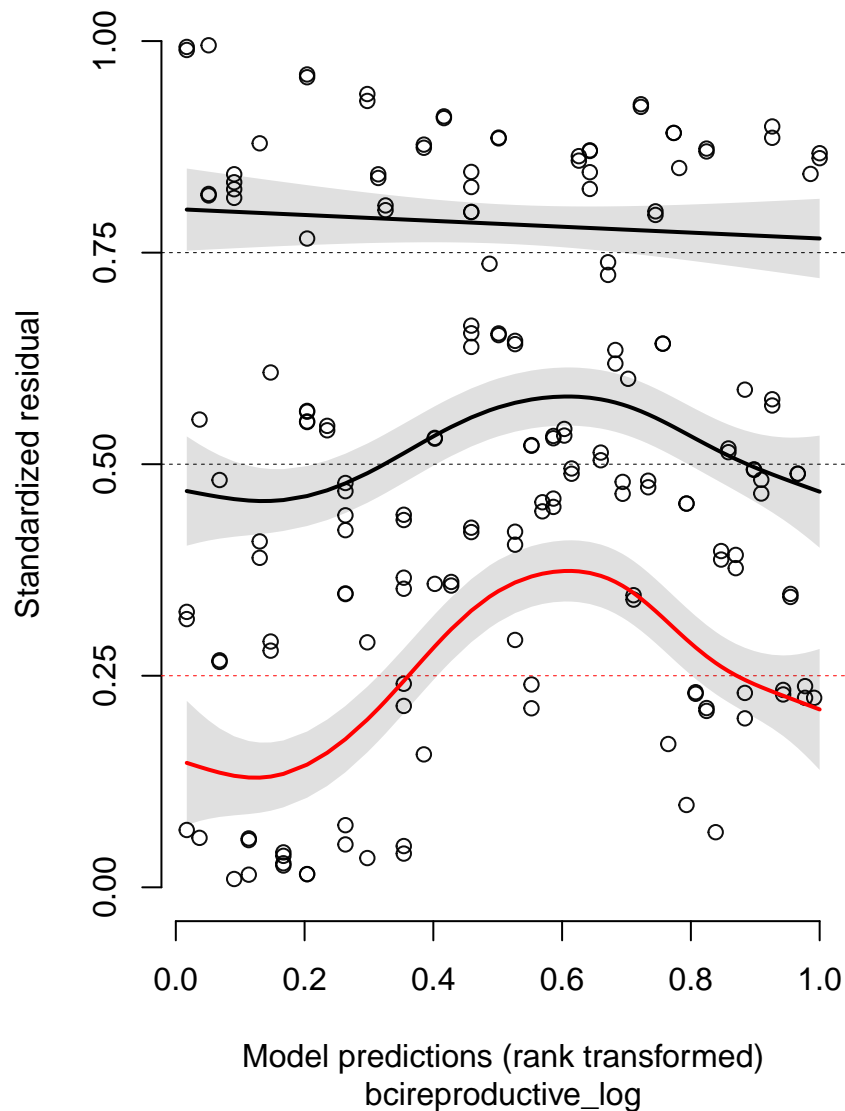 1.00
0.75
0.50
0.25
0.00
Standardized residual
0.0 0.2 0.4 0.6 0.8 1.0
Model predictions (rank transformed)
bcireproductive_log